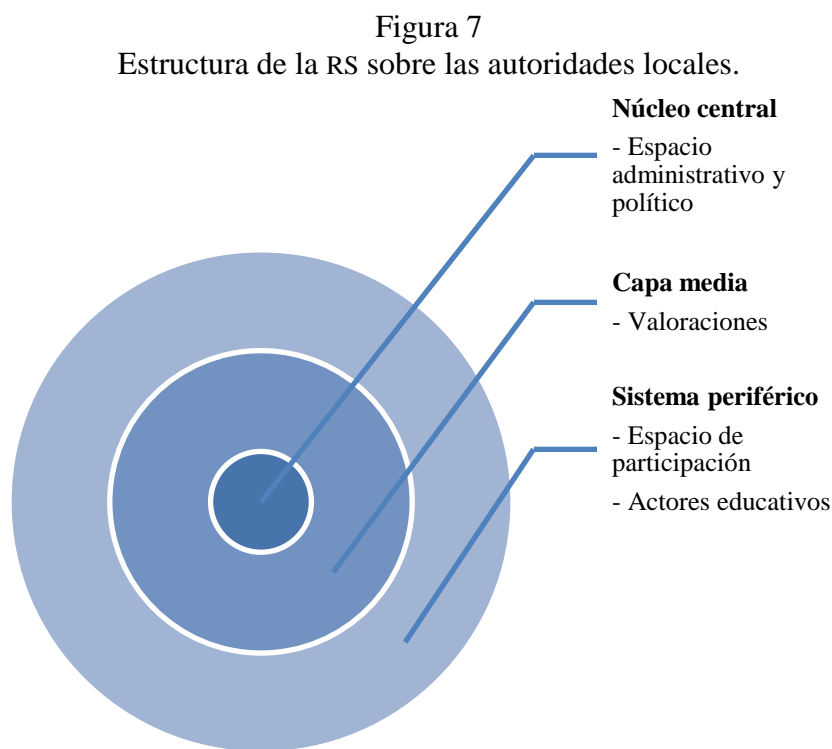 Figura 7
Estructura de la RS sobre las autoridades locales.
Núcleo central
- Espacio
administrativo y
político
Capa media
- Valoraciones
Sistema periférico
- Espacio de
participación
- Actores educativos